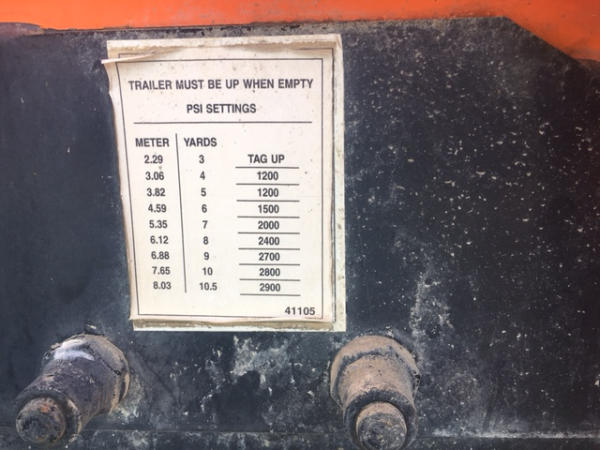 TRAILER MUST BE UP WHEN EMPTY
PSI SETTINGS
METER YARDS
2.29 3 TAG UP
3.06 4 1200
3.82 5 1200
4.59 6 1500
5.35 7 2000
6.12 8 2400
6.88 9 2700
7.65 10 2800
8.03 10.5 2900
41105